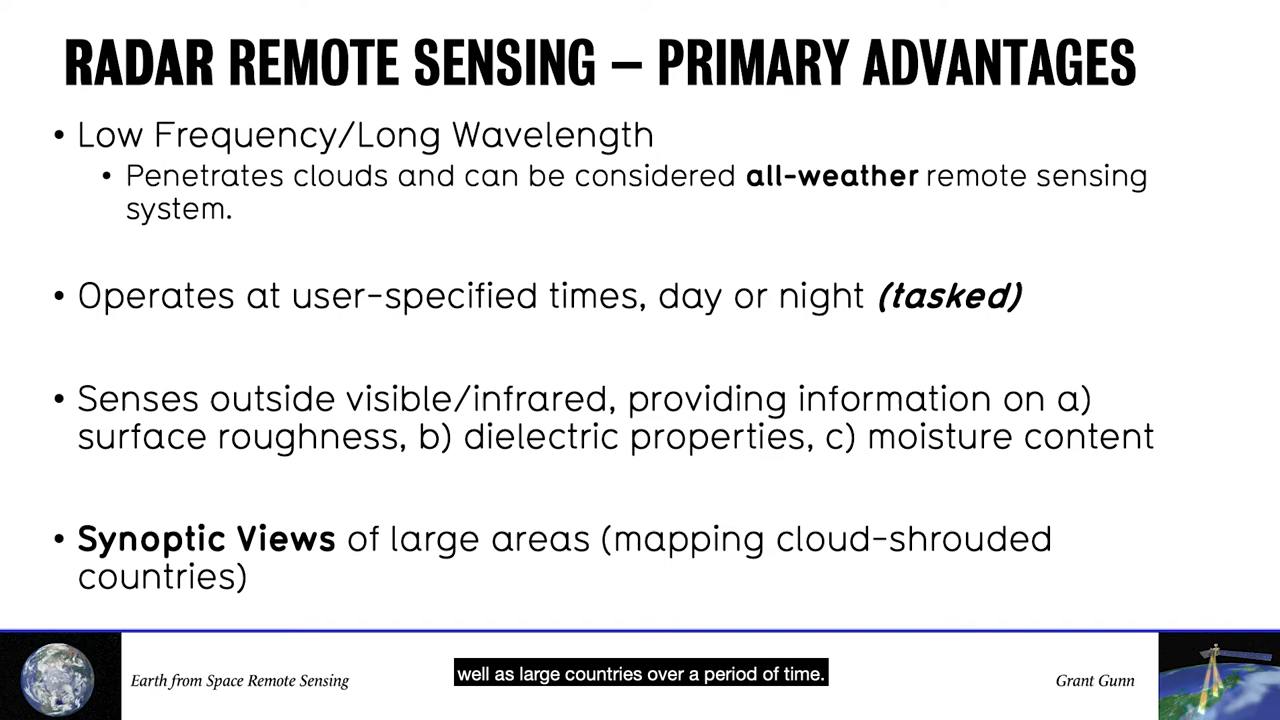 RADAR REMOTE SENSING – PRIMARY ADVANTAGES
• Low Frequency/Long Wavelength
• Penetrates clouds and can be considered all-weather remote sensing
system.
• Operates at user-specified times, day or night (tasked)
• Senses outside visible/infrared, providing information on a)
surface roughness, b) dielectric properties, c) moisture content
• Synoptic Views of large areas (mapping cloud-shrouded
countries)
Earth from Space Remote Sensing
well as large countries over a period of time.
Grant Gunn